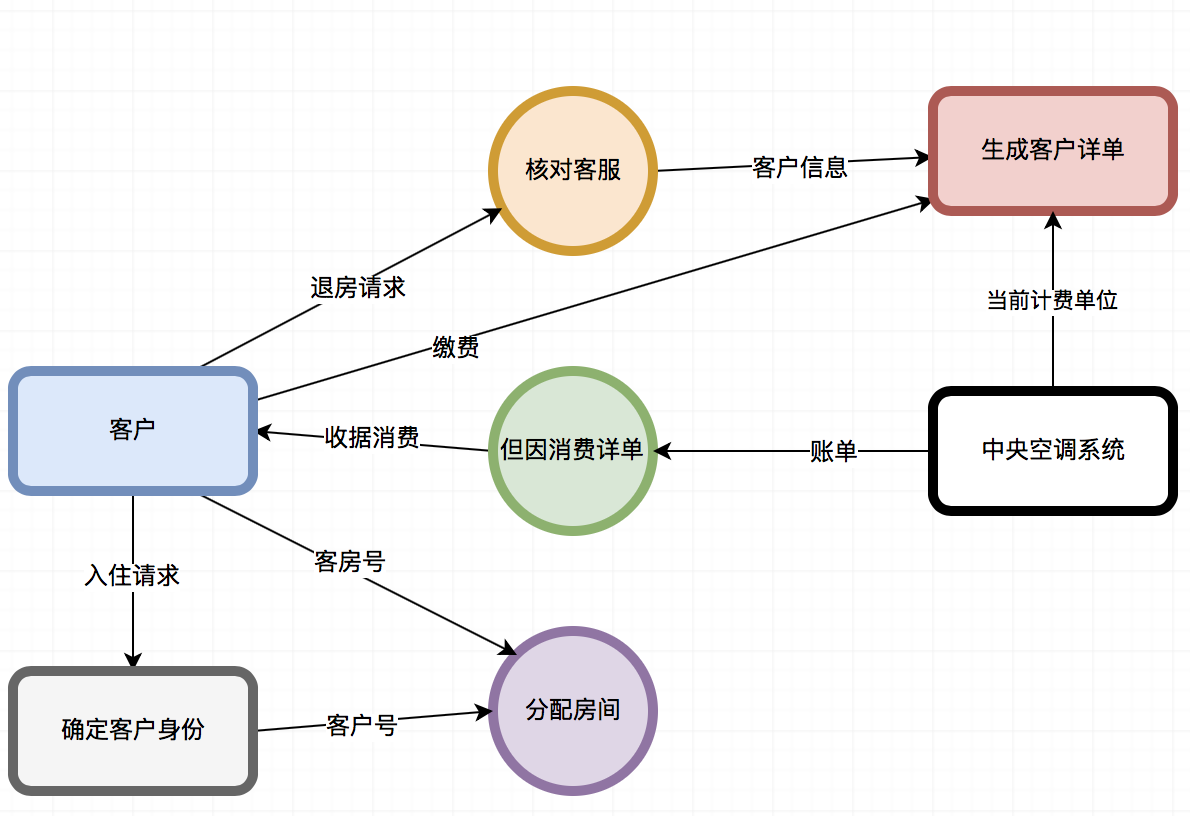 核对客服
生成客户详单
客户信息
退房请求
当前计费单位
缴费
客户
收据消费
但因消费详单
账单
中央空调系统
客房号
入住请求
确定客户身份
客户号
分配房间